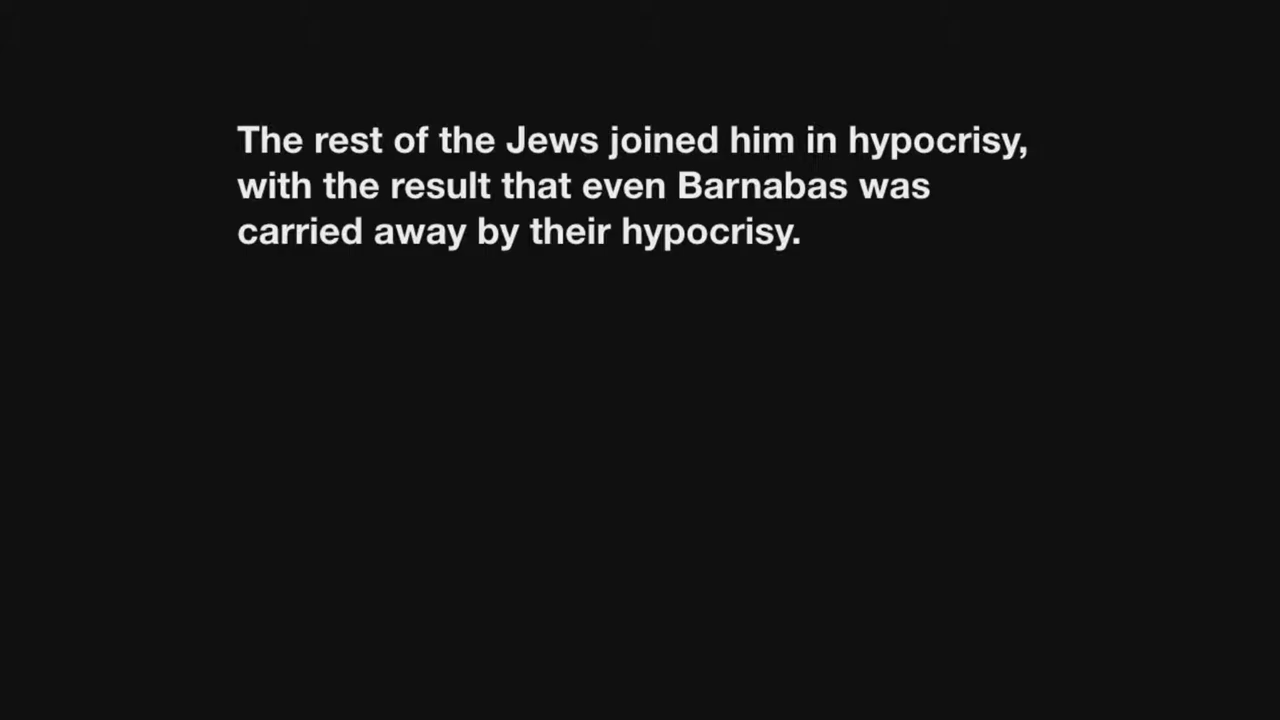 The rest of the Jews joined him in hypocrisy,
with the result that even Barnabas was
carried away by their hypocrisy.